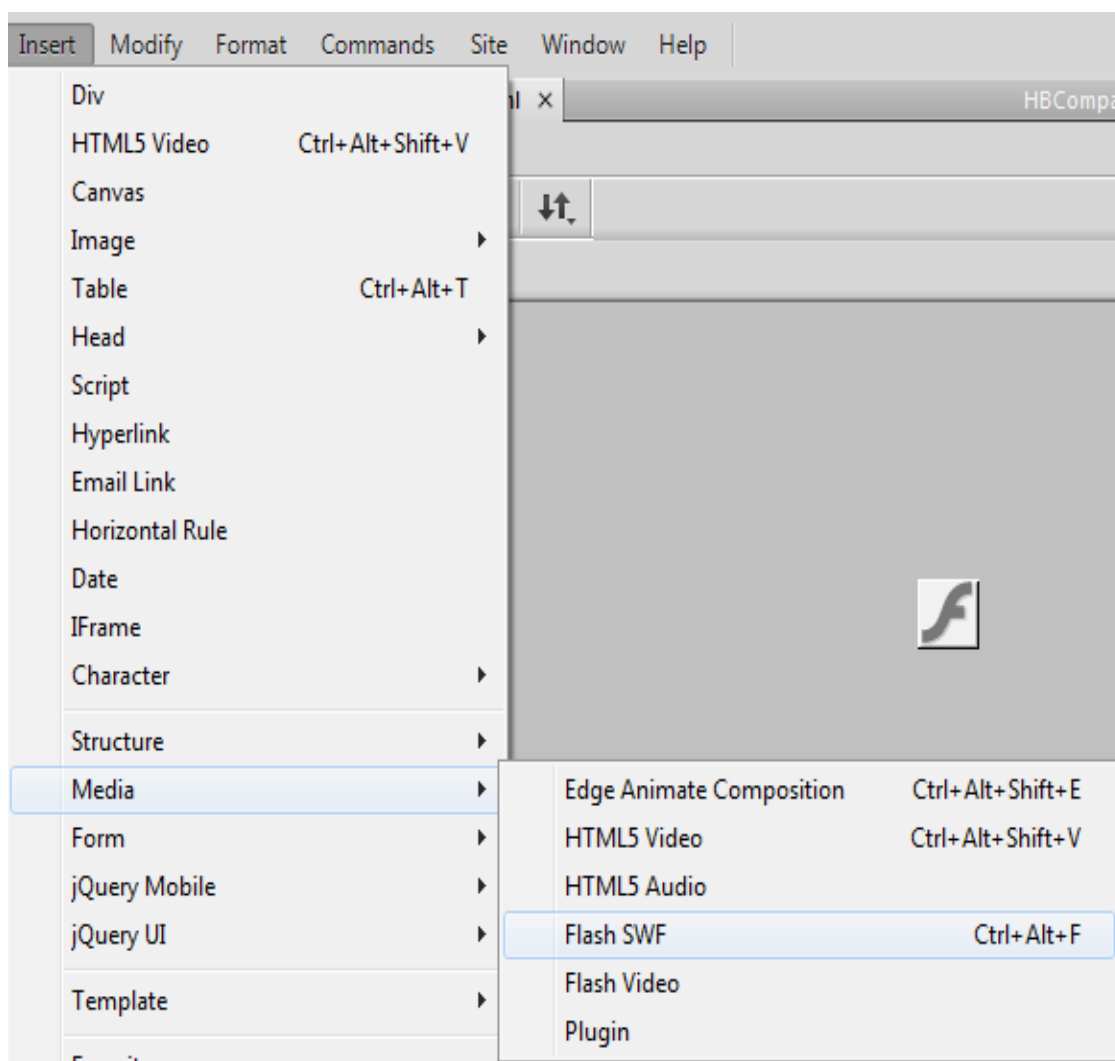 Insert Modify Format Commands Site Window Help
Div
HTML5 Video Ctrl+Alt+Shift+V
Canvas
Image
Table Ctrl+Alt+T
Head
Script
Hyperlink
Email Link
Horizontal Rule
Date
IFrame
Character
Structure
Media
Form
jQuery Mobile
jQuery UI
Template
Edge Animate Composition Ctrl+Alt+Shift+E
HTML5 Video Ctrl+Alt+Shift+V
HTML5 Audio
Flash SWF Ctrl+Alt+F
Flash Video
Plugin